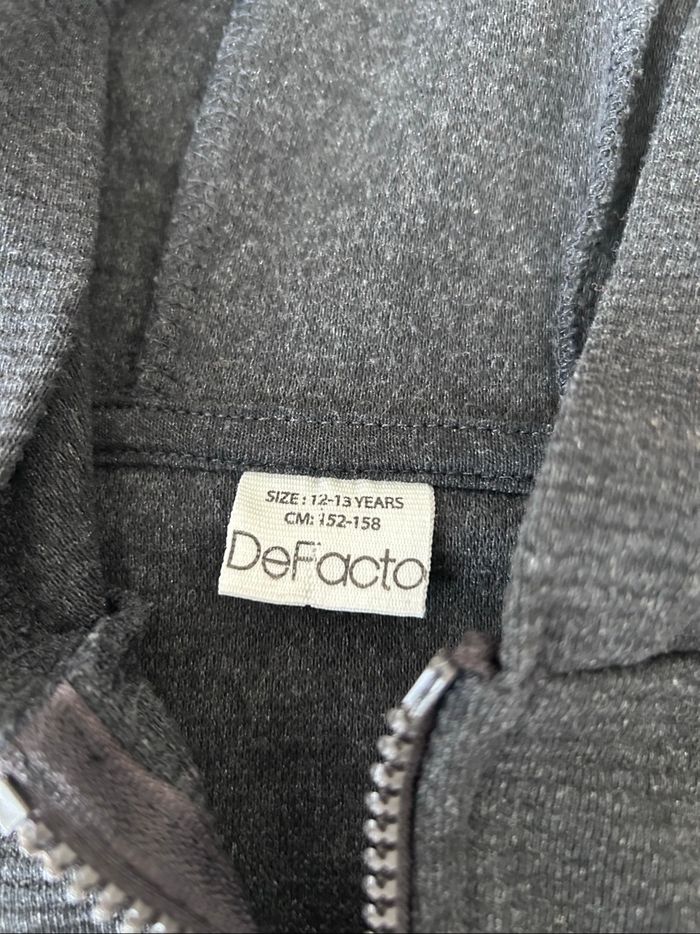 SIZE : 12-13 YEARS
CM: 152-158
DeFacto